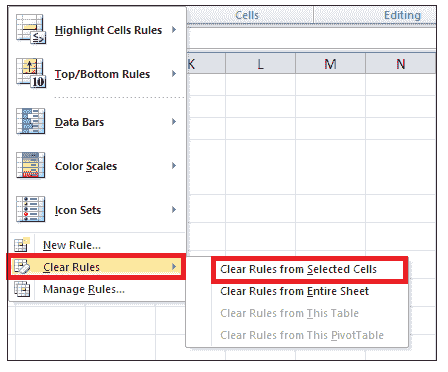 Cells
Editing
Highlight Cells Rules
K
L
M
N
Top/Bottom Rules
10
Data Bars
Color Scales
Icon Sets
New Rule...
Clear Rules
Clear Rules from Selected Cells
Manage Rules...
Clear Rules from Entire Sheet
Clear Rules from This Table
Clear Rules from This PivotTable